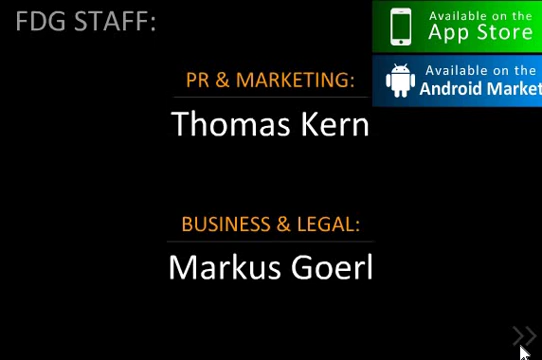 FDG STAFF:
Available on the
App Store
Available on the
Android Market
PR & MARKETING:
Thomas Kern
BUSINESS & LEGAL:
Markus Goerl
>>